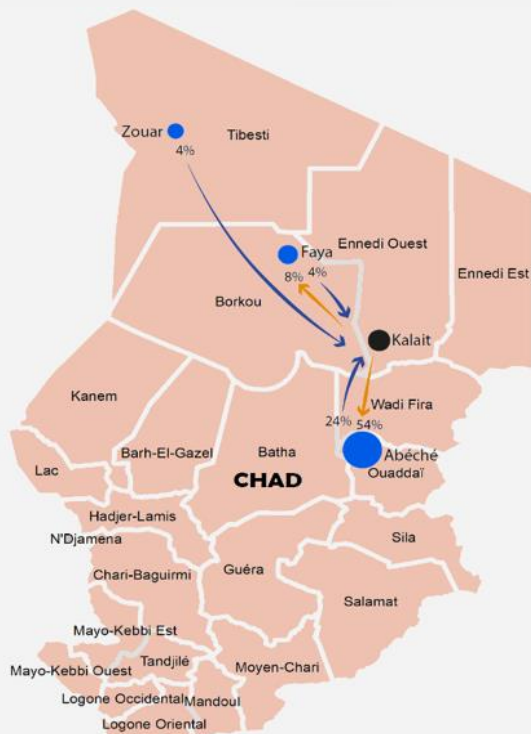 Zouar
Tibesti
4%
Faya
Ennedi Ouest
8%
4%
Ennedi Est
Borkou
Kalait
Kanem
Wadi Fira
24%
54%
Barh-El-Gazel
Batha
Abéché
Lac
CHAD
Ouaddaï
Hadjer-Lamis
N'Djamena
Sila
Guéra
Chari-Baguirmi
Salamat
Mayo-Kebbi Est
Tandjilé
Moyen-Chari
Mayo-Kebbi Ouest
Logone Occidental
Mandoul
Logone Oriental